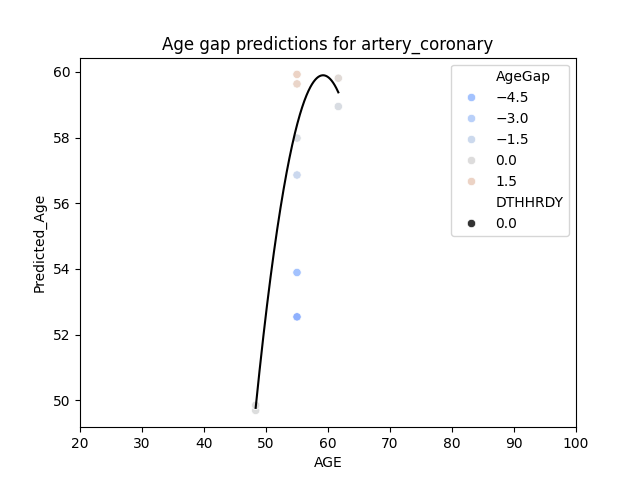 Age gap predictions for artery_coronary
Predicted_Age
60
58
56
54
52
50
AgeGap
−4.5
−3.0
−1.5
0.0
1.5
DTHHRDY
0.0
20 30 40 50 60 70 80 90 100
AGE